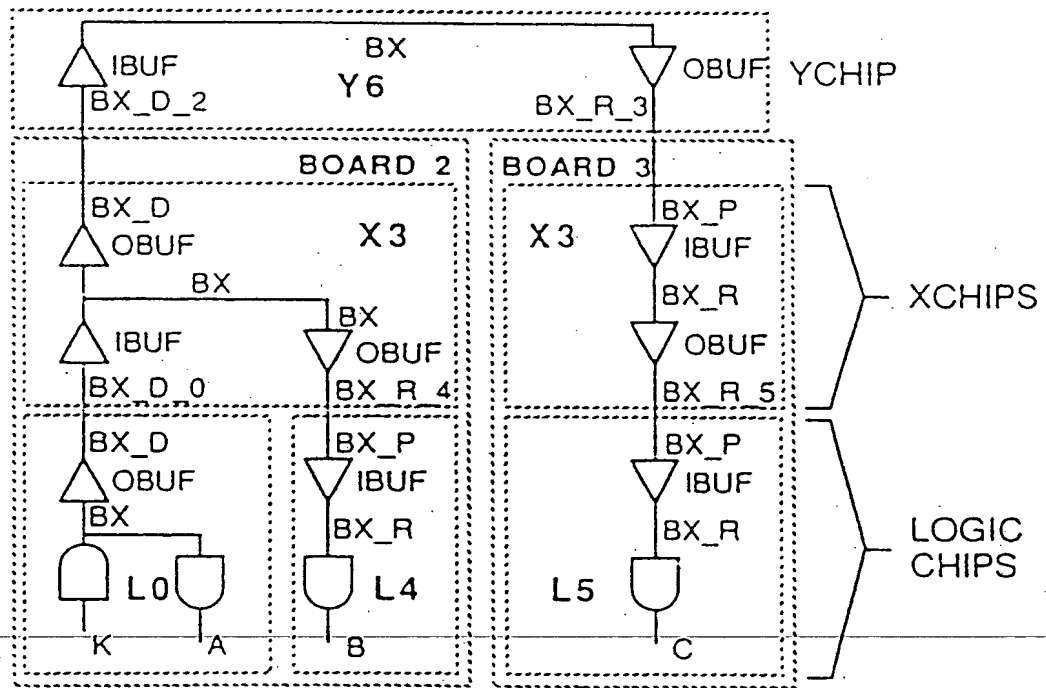 BX
IBUF
OBUF
YCHIP
Y6
BX_D_2
BX_R_3
BOARD 2
BOARD 3
BX_D
X3
OBUF
BX
BX
IBUF
OBUF
BX_D_0
BX_R_4
X3
BX_P
IBUF
BX_R
OBUF
BX_R_5
XCHIPS
BX_D
OBUF
BX
L0
K
A
BX_P
IBUF
BX_R
L4
B
BX_P
IBUF
BX_R
L5
C
LOGIC
CHIPS